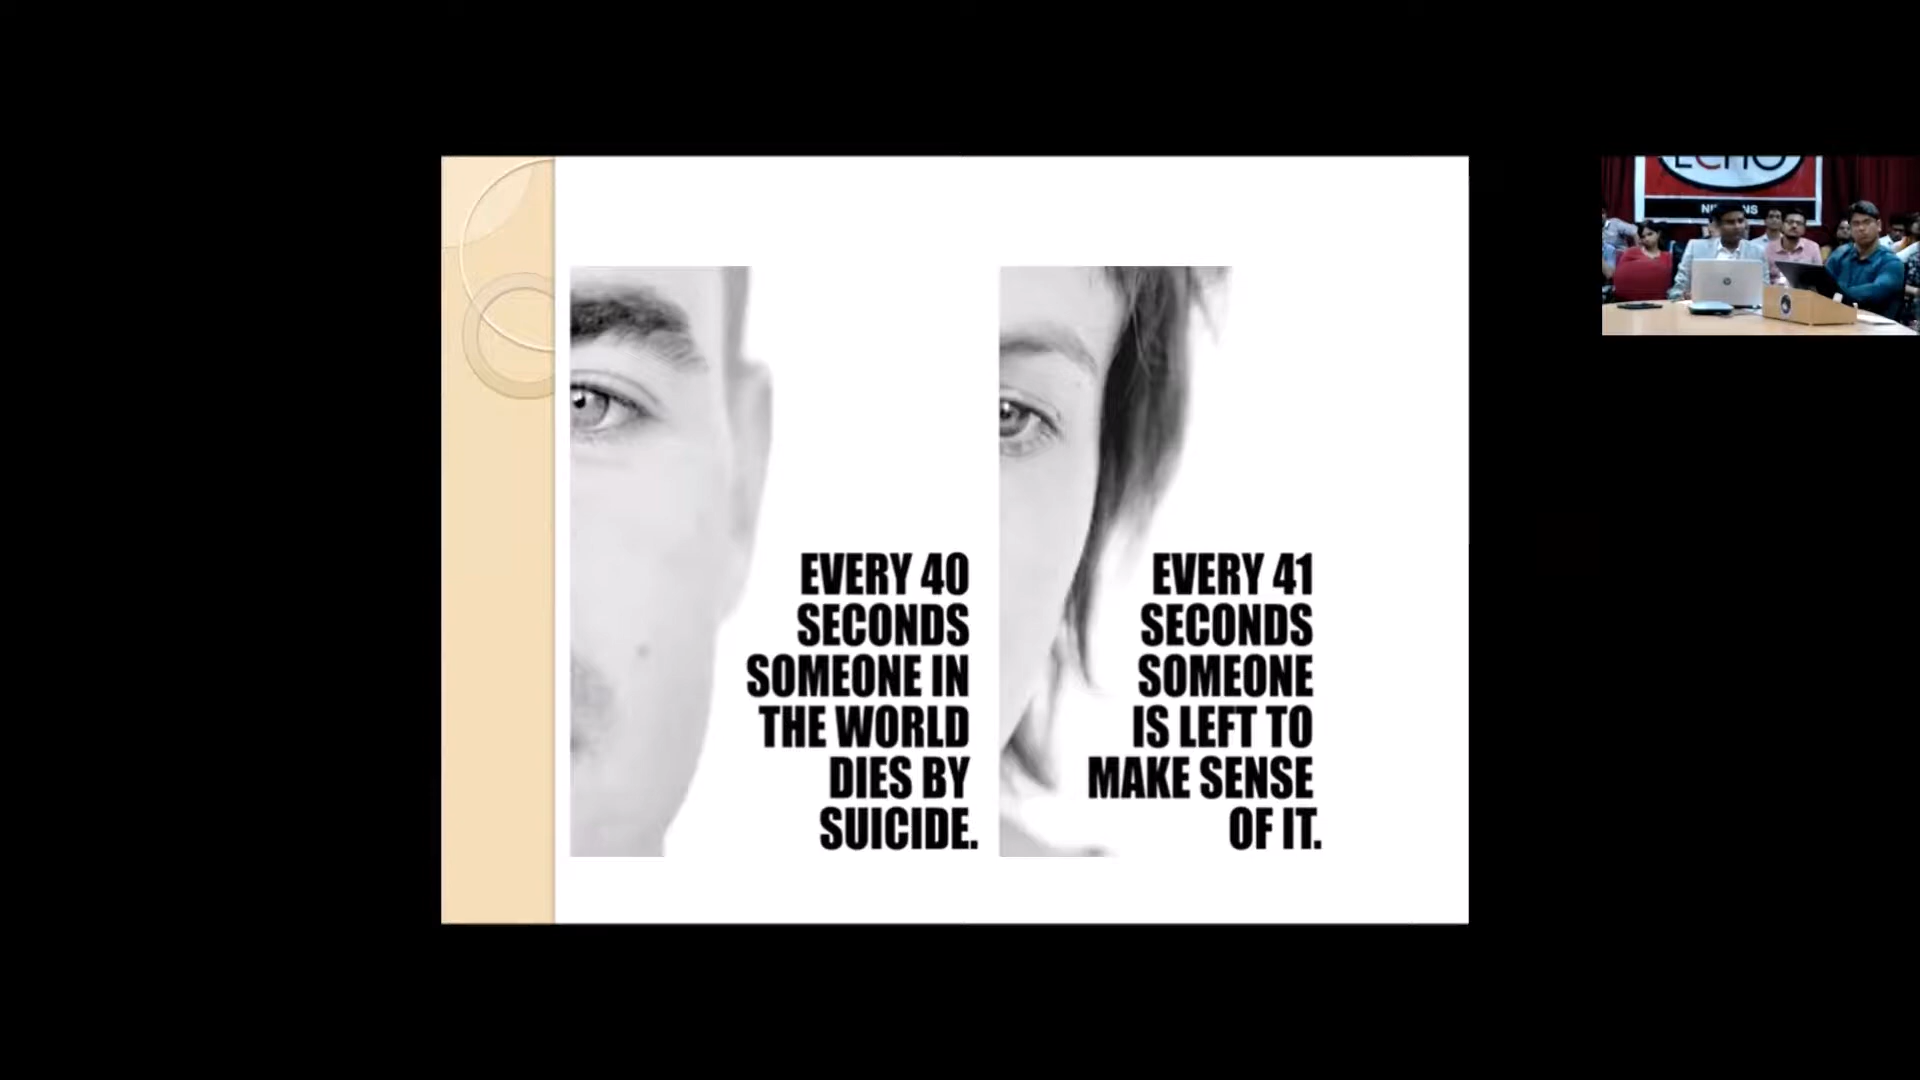 EVERY 40
SECONDS
SOMEONE IN
THE WORLD
DIES BY
SUICIDE.
EVERY 41
SECONDS
SOMEONE
IS LEFT TO
MAKE SENSE
OF IT.
ECHO